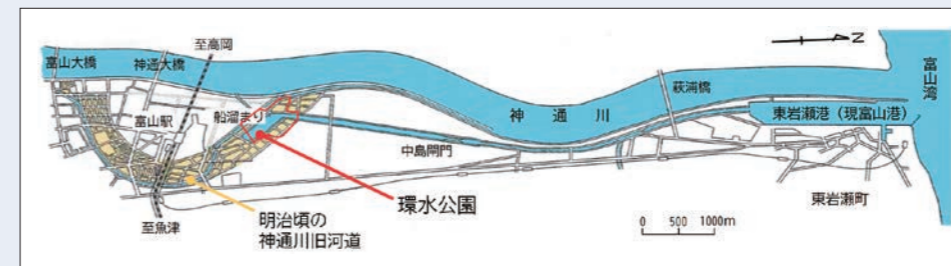 至高岡
富山大橋
神通大橋
富山駅
船溜まり
至魚津
明治頃の
神通川旧河道
環水公園
中島閘門
神通川
萩浦橋
N
富山湾
東岩瀬港(現富山港)
東岩瀬町
0 500 1000m